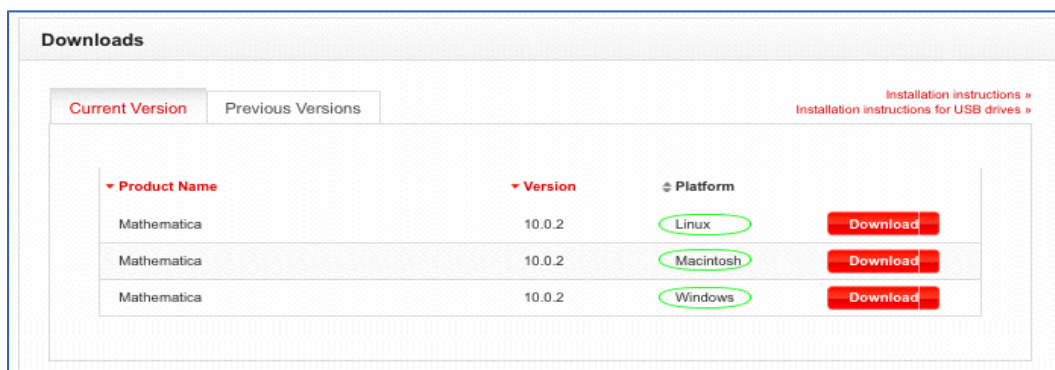 Downloads
Current Version Previous Versions
Installation instructions »
Installation instructions for USB drives »
Product Name Version Platform
Mathematica 10.0.2 Linux Download
Mathematica 10.0.2 Macintosh Download
Mathematica 10.0.2 Windows Download